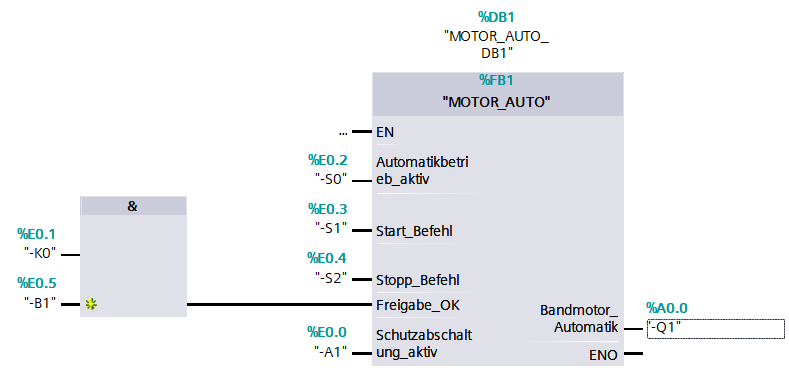 %DB1
"MOTOR_AUTO_
DB1"
%FB1
"MOTOR_AUTO"
... EN
%E0.2
"-S0"
Automatikbetri
eb_aktiv
&
%E0.3
"-S1"
Start_Befehl
%E0.1
"-K0"
%E0.4
"-S2"
Stopp_Befehl
%E0.5
"-B1"
Freigabe_OK
%E0.0
"-A1"
Schutzabschalt
ung_aktiv
Bandmotor_
Automatik
%A0.0
"-Q1"
ENO